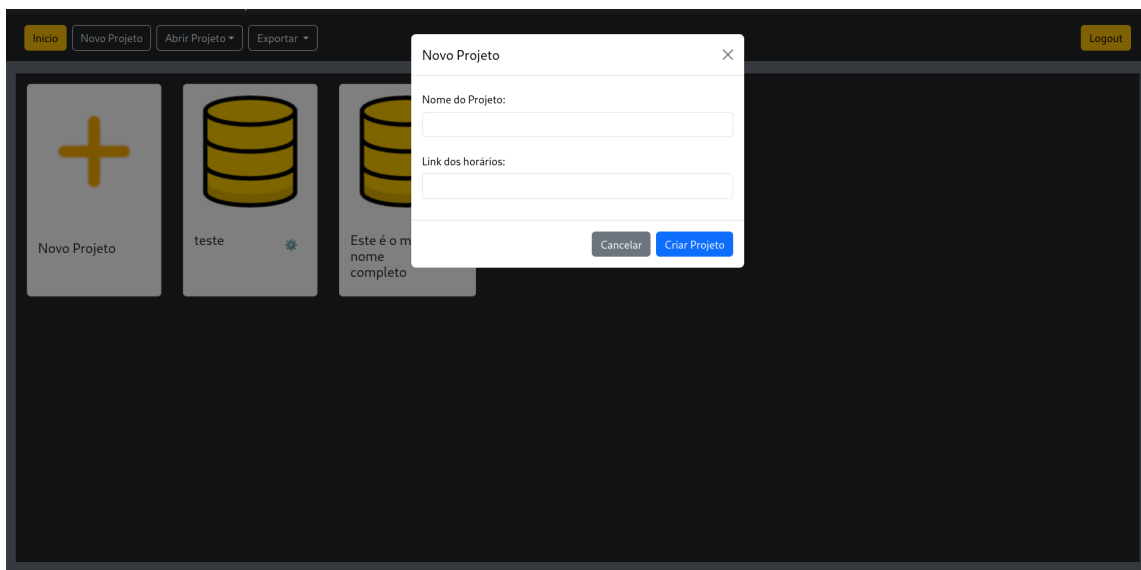 Início
Novo Projeto
Abrir Projeto
Exportar
Logout
Novo Projeto
Nome do Projeto:
Link dos horários:
Cancelar
Criar Projeto
Novo Projeto
teste
Este é o m
nome
completo